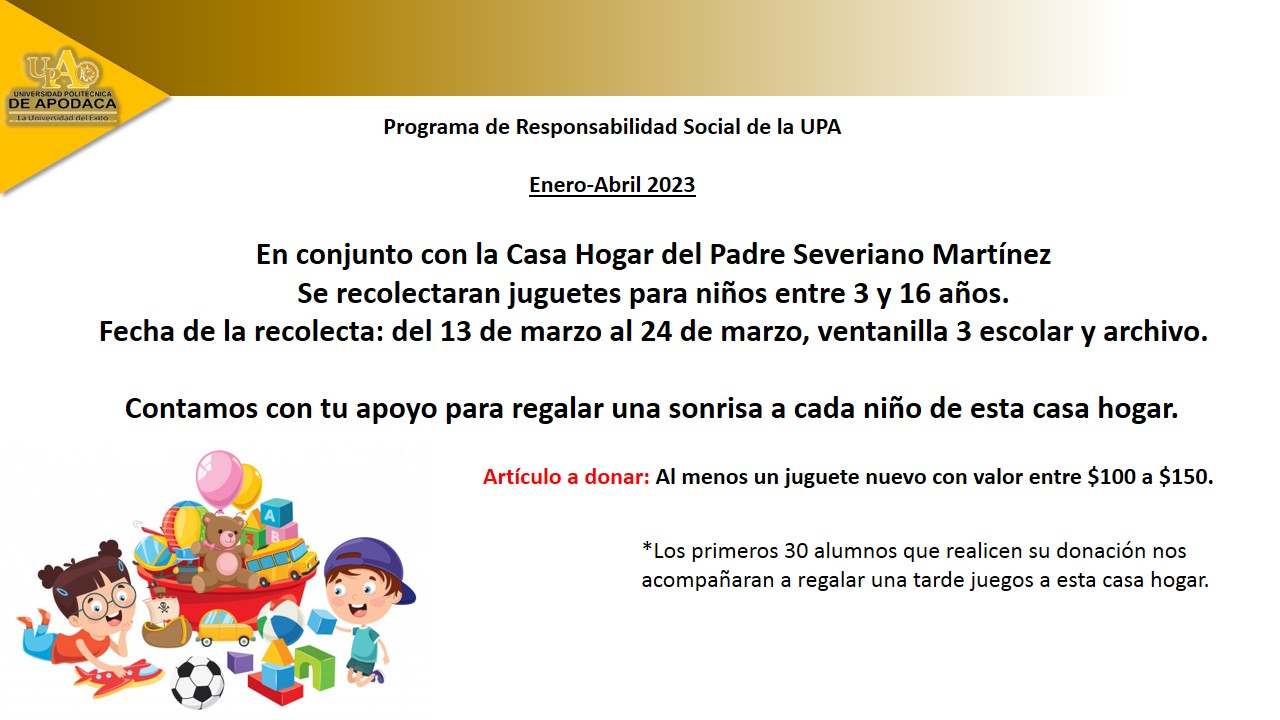 UPA
UNIVERSIDAD POLITECNICA
DE APODACA
La Universidad del Éxito
Programa de Responsabilidad Social de la UPA
Enero-Abril 2023
En conjunto con la Casa Hogar del Padre Severiano Martínez
Se recolectaran juguetes para niños entre 3 y 16 años.
Fecha de la recolecta: del 13 de marzo al 24 de marzo, ventanilla 3 escolar y archivo.
Contamos con tu apoyo para regalar una sonrisa a cada niño de esta casa hogar.
Artículo a donar: Al menos un juguete nuevo con valor entre $100 a $150.
*Los primeros 30 alumnos que realicen su donación nos
acompañaran a regalar una tarde juegos a esta casa hogar.
A
3
B